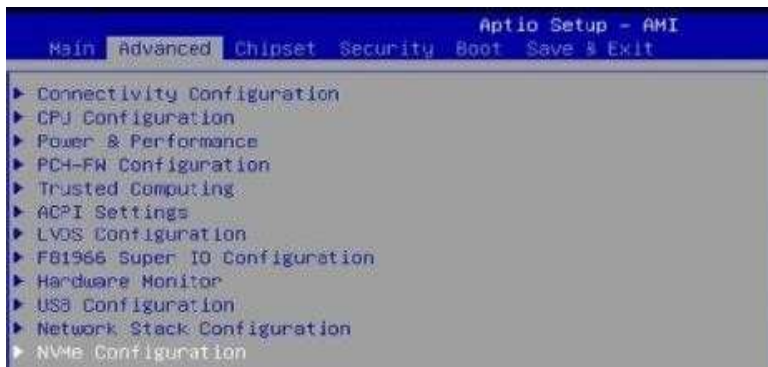 Aptio Setup - AMI
Main Advanced Chipset Security Boot Save & Exit
Connectivity Configuration
CPU Configuration
Power & Performance
PCH-FW Configuration
Trusted Computing
ACPI Settings
LVDS Configuration
F81966 Super IO Configuration
Hardware Monitor
USB Configuration
Network Stack Configuration
NVMe Configuration